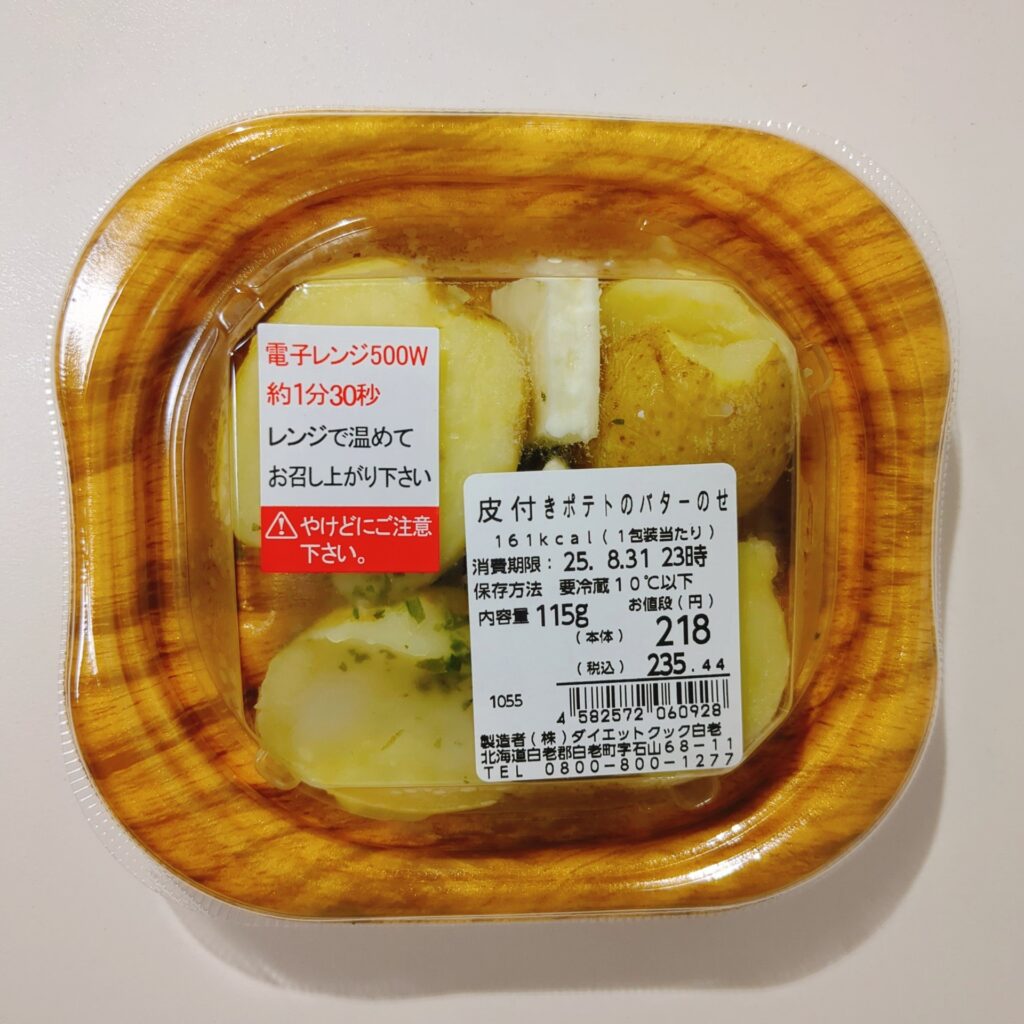 電子レンジ500W
約1分30秒
レンジで温めて
お召し上がり下さい
やけどにご注意
下さい。
皮付きポテトのバターのせ
161kcal(1包装当たり)
消費期限: 25. 8.31 23時
保存方法 要冷蔵10℃以下
内容量 115g お値段(円)
(本体) 218
(税込) 235.44
1055
4 582572 060928
製造者(株)ダイエットクック白老
北海道白老郡白老町字石山68-11
TEL 0800-800-1277